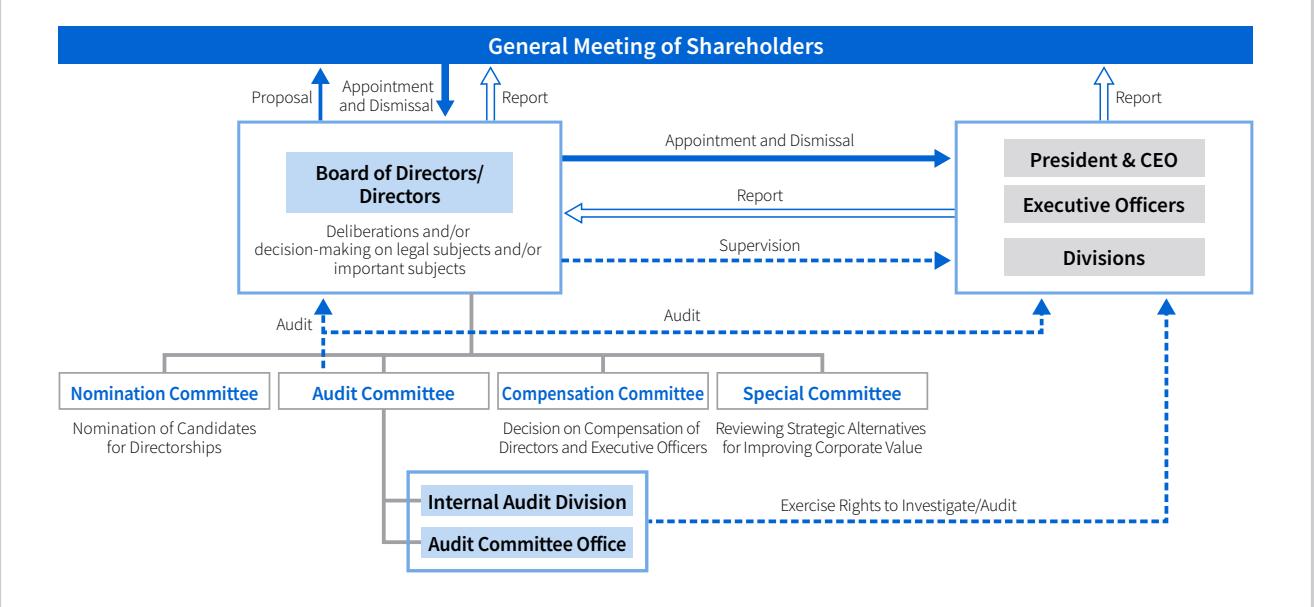 General Meeting of Shareholders
Proposal
Appointment
and Dismissal
Report
Report
Board of Directors/
Directors
Deliberations and/or
decision-making on legal subjects and/or
important subjects
Appointment and Dismissal
Report
Supervision
President & CEO
Executive Officers
Divisions
Audit
Audit
Nomination Committee
Nomination of Candidates
for Directorships
Audit Committee
Compensation Committee
Decision on Compensation of
Directors and Executive Officers
Special Committee
Reviewing Strategic Alternatives
for Improving Corporate Value
Internal Audit Division
Audit Committee Office
Exercise Rights to Investigate/Audit